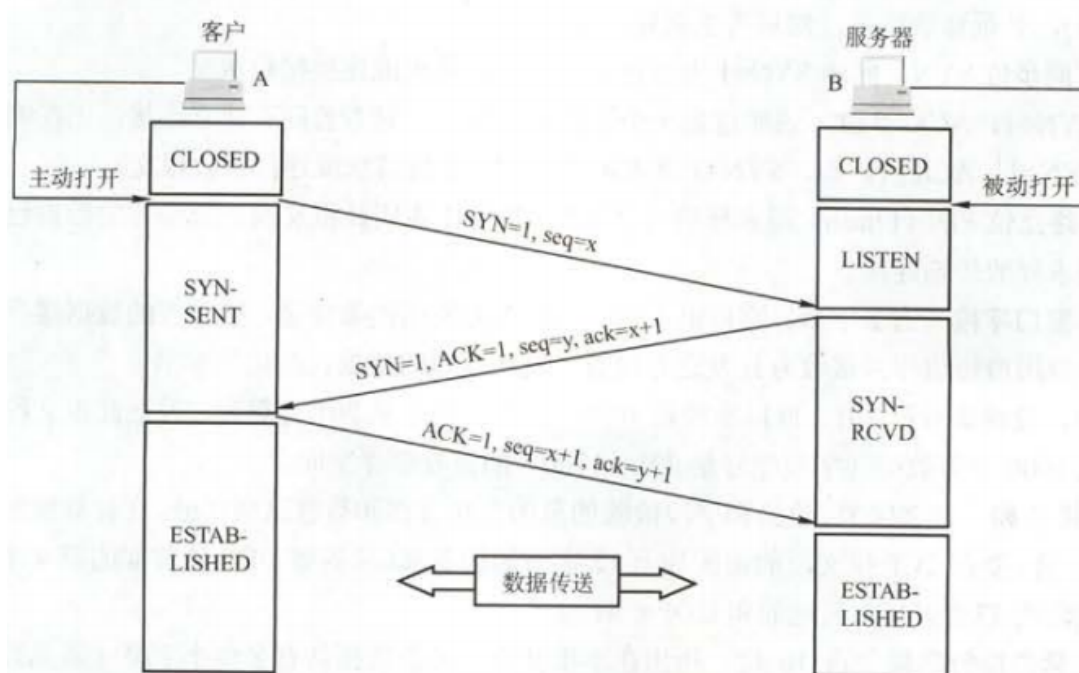 客户
服务器
A
B
CLOSED
CLOSED
主动打开
被动打开
SYN=1, seq=x
LISTEN
SYN-
SENT
SYN=1, ACK=1, seq=y, ack=x+1
SYN-
RCVD
ACK=1, seq=x+1, ack=y+1
ESTAB-
LISHED
数据传送
ESTAB-
LISHED